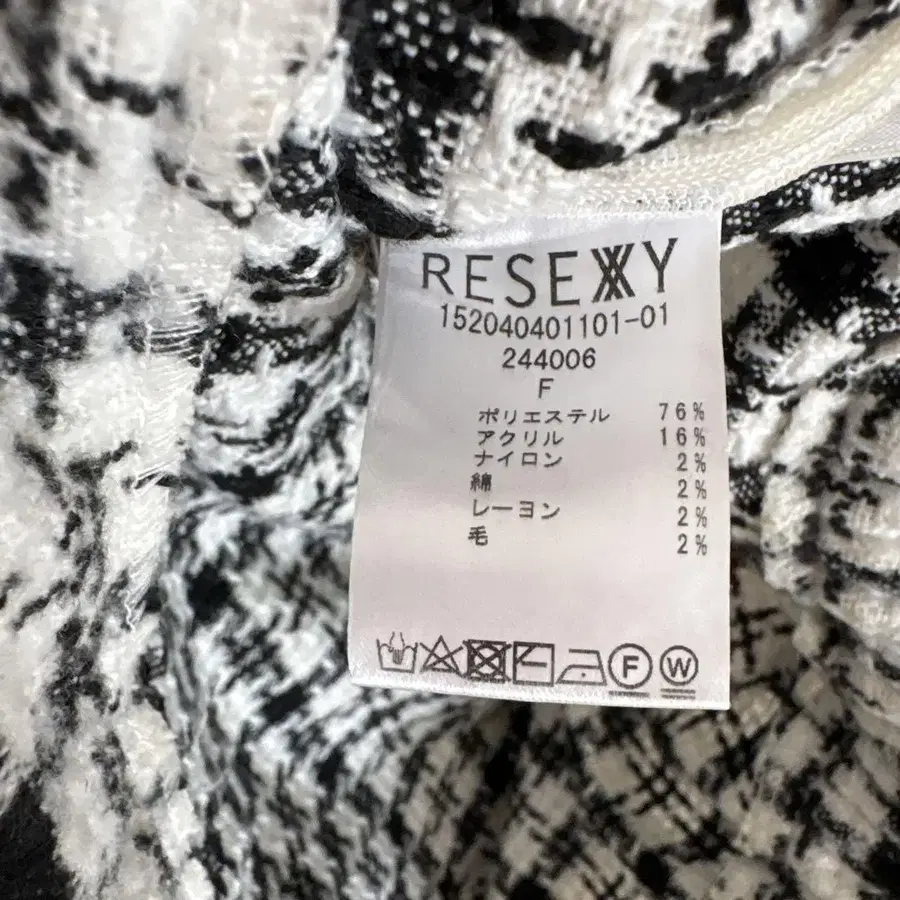 RESEXXY
152040401101-01
244006
F
ポリエステル 76%
アクリル 16%
ナイロン 2%
綿 2%
レーヨン 2%
毛 2%
F W